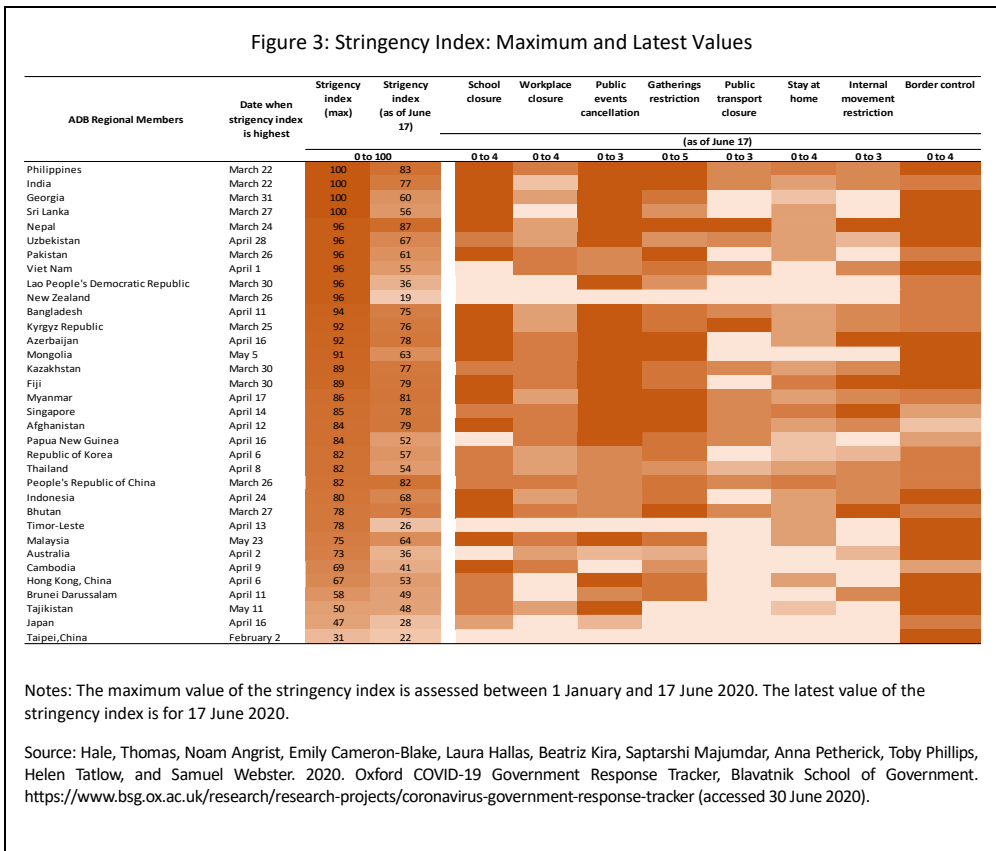 Figure 3: Stringency Index: Maximum and Latest Values
ADB Regional Members Date when strigency index is highest Strigency index (max) Strigency index (as of June 17) School closure Workplace closure Public events cancellation Gatherings restriction Public transport closure Stay at home Internal movement restriction Border control
(as of June 17)
0 to 100 0 to 4 0 to 4 0 to 3 0 to 5 0 to 3 0 to 4 0 to 3 0 to 4
Philippines March 22 100 83
India March 22 100 77
Georgia March 31 100 60
Sri Lanka March 27 100 56
Nepal March 24 96 87
Uzbekistan April 28 96 67
Pakistan March 26 96 61
Viet Nam April 1 96 55
Lao People's Democratic Republic March 30 96 36
New Zealand March 26 96 19
Bangladesh April 11 94 75
Kyrgyz Republic March 25 92 76
Azerbaijan April 16 92 78
Mongolia May 5 91 63
Kazakhstan March 30 89 77
Fiji March 30 89 79
Myanmar April 17 86 81
Singapore April 14 85 78
Afghanistan April 12 84 79
Papua New Guinea April 16 84 52
Republic of Korea April 6 82 57
Thailand April 8 82 54
People's Republic of China March 26 82 82
Indonesia April 24 80 68
Bhutan March 27 78 75
Timor-Leste April 13 78 26
Malaysia May 23 75 64
Australia April 2 73 36
Cambodia April 9 69 41
Hong Kong, China April 6 67 53
Brunei Darussalam April 11 58 49
Tajikistan May 11 50 48
Japan April 16 47 28
Taipei,China February 2 31 22
Notes: The maximum value of the stringency index is assessed between 1 January and 17 June 2020. The latest value of the
stringency index is for 17 June 2020.
Source: Hale, Thomas, Noam Angrist, Emily Cameron-Blake, Laura Hallas, Beatriz Kira, Saptarshi Majumdar, Anna Petherick, Toby Phillips,
Helen Tatlow, and Samuel Webster. 2020. Oxford COVID-19 Government Response Tracker, Blavatnik School of Government.
https://www.bsg.ox.ac.uk/research/research-projects/coronavirus-government-response-tracker (accessed 30 June 2020).